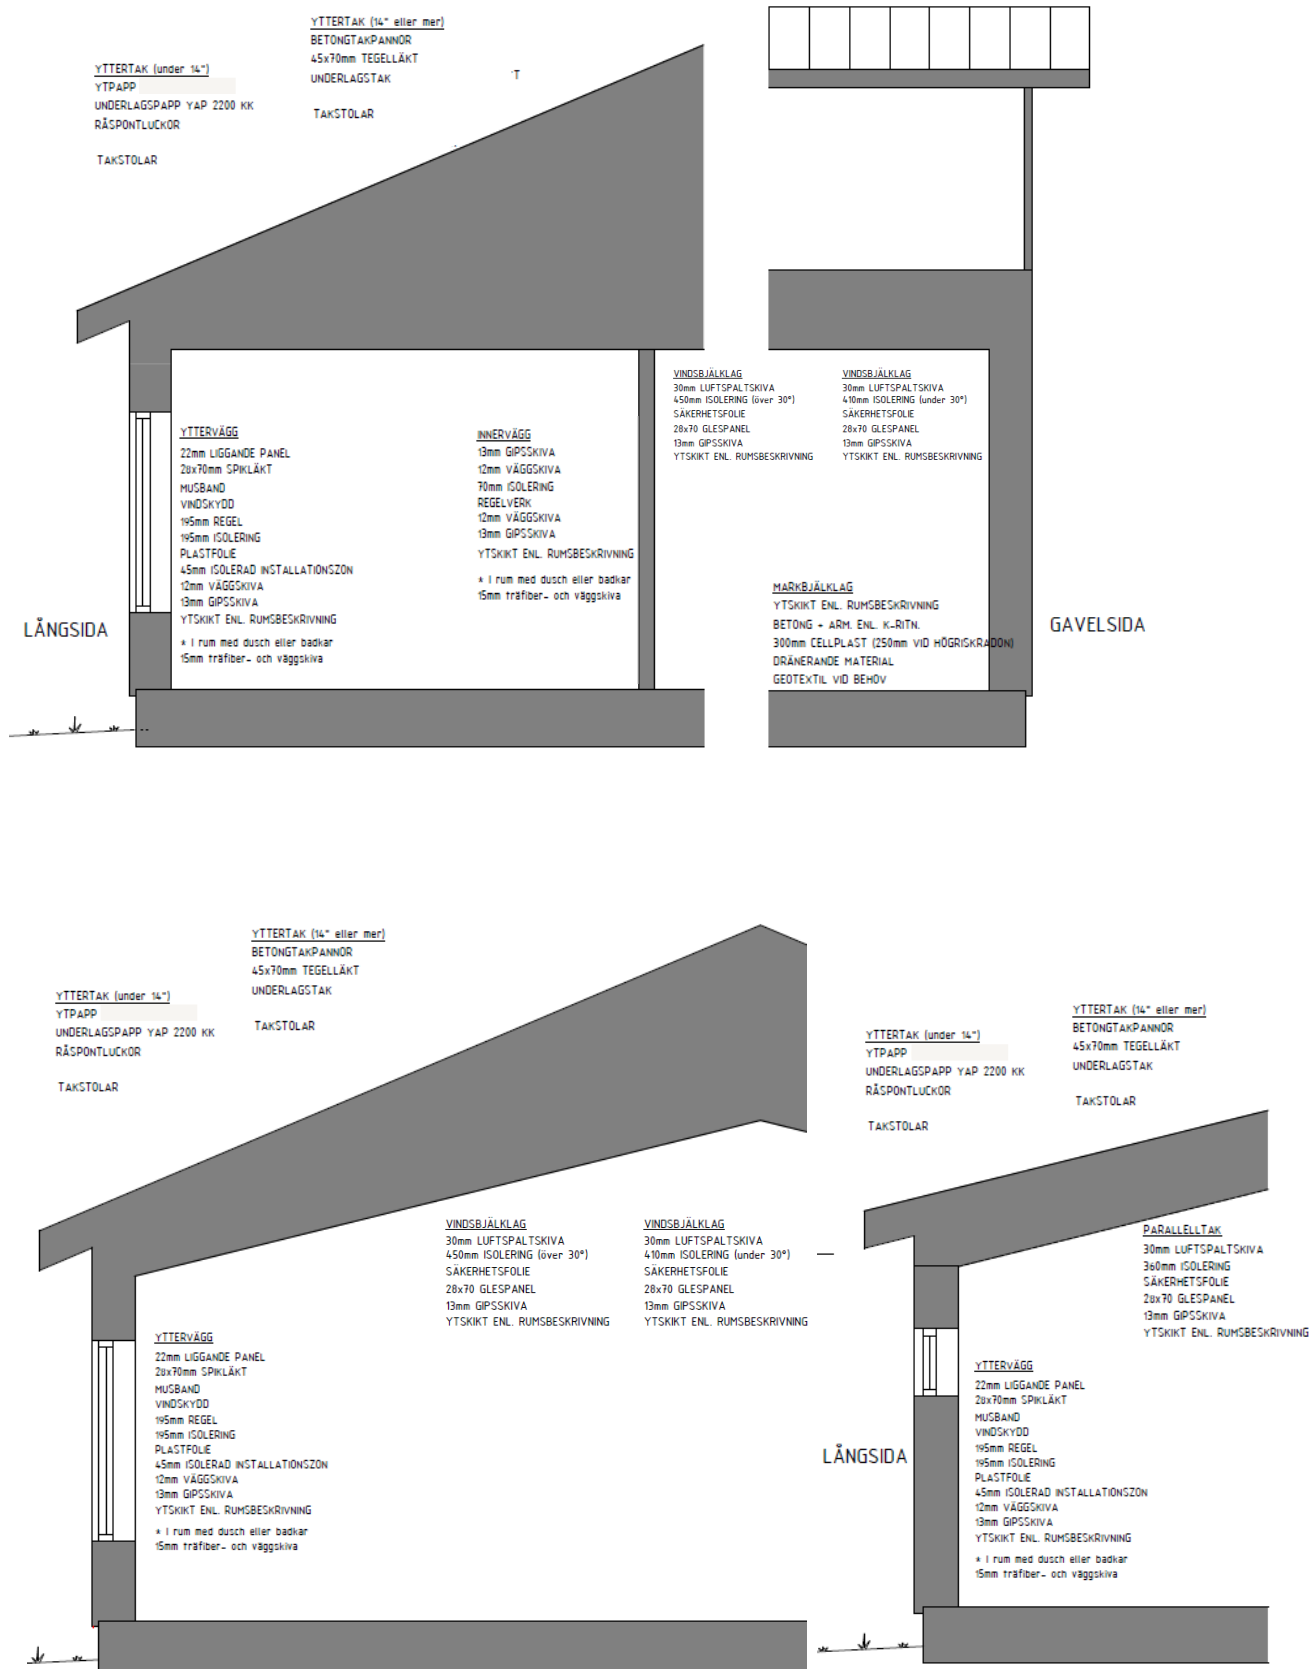 YTTERTAK (under 14°)
YTPAPP
UNDERLAGSPAPP YAP 2200 KK
RÅSPONTLUCKOR
TAKSTOLAR
YTTERTAK (14° eller mer)
BETONGTAKPANNOR
45x70mm TEGELLÄKT
UNDERLAGSTAK
TAKSTOLAR
YTTERVÄGG
22mm LIGGANDE PANEL
28x70mm SPIKLÄKT
MUSBAND
VINDSKYDD
195mm REGEL
195mm ISOLERING
PLASTFOLIE
45mm ISOLERAD INSTALLATIONSZON
12mm VÄGGSKIVA
13mm GIPSSKIVA
YTSKIKT ENL. RUMSBESKRIVNING
* I rum med dusch eller badkar
15mm träfiber- och väggskiva
LÅNGSIDA
INNERVÄGG
13mm GIPSSKIVA
12mm VÄGGSKIVA
70mm ISOLERING
REGELVERK
12mm VÄGGSKIVA
13mm GIPSSKIVA
YTSKIKT ENL. RUMSBESKRIVNING
* I rum med dusch eller badkar
15mm träfiber- och väggskiva
VINDSBJÄLKLAG
30mm LUFTSPALTSKIVA
450mm ISOLERING (över 30°)
SÄKERHETSFOLIE
28x70 GLESPANEL
13mm GIPSSKIVA
YTSKIKT ENL. RUMSBESKRIVNING
VINDSBJÄLKLAG
30mm LUFTSPALTSKIVA
410mm ISOLERING (under 30°)
SÄKERHETSFOLIE
28x70 GLESPANEL
13mm GIPSSKIVA
YTSKIKT ENL. RUMSBESKRIVNING
MARKBJÄLKLAG
YTSKIKT ENL. RUMSBESKRIVNING
BETONG + ARM. ENL. K-RITN.
300mm CELLPLAST (250mm VID HÖGRISKRADON)
DRÄNERANDE MATERIAL
GEOTEXTIL VID BEHOV
GAVELSIDA
YTTERTAK (under 14°)
YTPAPP
UNDERLAGSPAPP YAP 2200 KK
RÅSPONTLUCKOR
TAKSTOLAR
YTTERTAK (14° eller mer)
BETONGTAKPANNOR
45x70mm TEGELLÄKT
UNDERLAGSTAK
TAKSTOLAR
VINDSBJÄLKLAG
30mm LUFTSPALTSKIVA
450mm ISOLERING (över 30°)
SÄKERHETSFOLIE
28x70 GLESPANEL
13mm GIPSSKIVA
YTSKIKT ENL. RUMSBESKRIVNING
VINDSBJÄLKLAG
30mm LUFTSPALTSKIVA
410mm ISOLERING (under 30°)
SÄKERHETSFOLIE
28x70 GLESPANEL
13mm GIPSSKIVA
YTSKIKT ENL. RUMSBESKRIVNING
YTTERVÄGG
22mm LIGGANDE PANEL
28x70mm SPIKLÄKT
MUSBAND
VINDSKYDD
195mm REGEL
195mm ISOLERING
PLASTFOLIE
45mm ISOLERAD INSTALLATIONSZON
12mm VÄGGSKIVA
13mm GIPSSKIVA
YTSKIKT ENL. RUMSBESKRIVNING
* I rum med dusch eller badkar
15mm träfiber- och väggskiva
YTTERTAK (under 14°)
YTPAPP
UNDERLAGSPAPP YAP 2200 KK
RÅSPONTLUCKOR
TAKSTOLAR
YTTERTAK (14° eller mer)
BETONGTAKPANNOR
45x70mm TEGELLÄKT
UNDERLAGSTAK
TAKSTOLAR
PARALLELLTAK
30mm LUFTSPALTSKIVA
360mm ISOLERING
SÄKERHETSFOLIE
28x70 GLESPANEL
13mm GIPSSKIVA
YTSKIKT ENL. RUMSBESKRIVNING
LÅNGSIDA
YTTERVÄGG
22mm LIGGANDE PANEL
28x70mm SPIKLÄKT
MUSBAND
VINDSKYDD
195mm REGEL
195mm ISOLERING
PLASTFOLIE
45mm ISOLERAD INSTALLATIONSZON
12mm VÄGGSKIVA
13mm GIPSSKIVA
YTSKIKT ENL. RUMSBESKRIVNING
* I rum med dusch eller badkar
15mm träfiber- och väggskiva